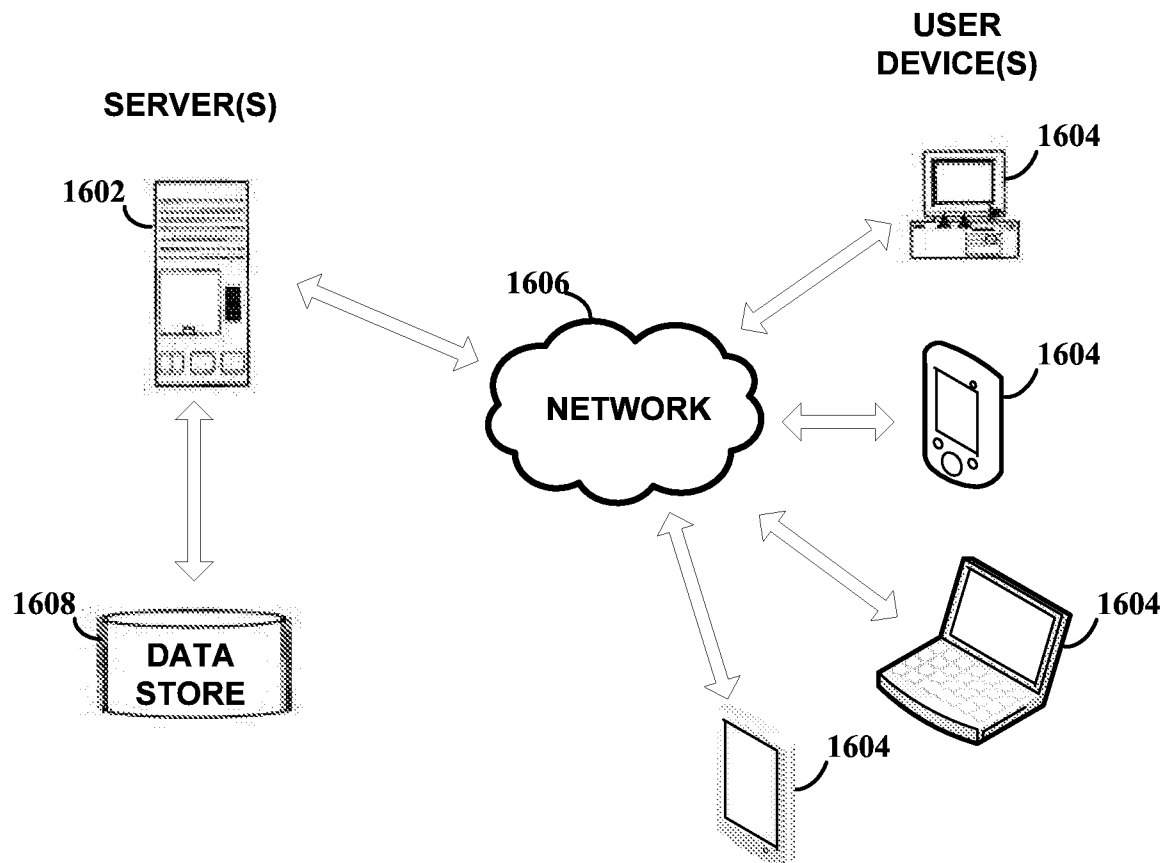 USER
DEVICE(S)
SERVER(S)
1604
1602
1606
1604
NETWORK
1608
DATA
STORE
1604
1604